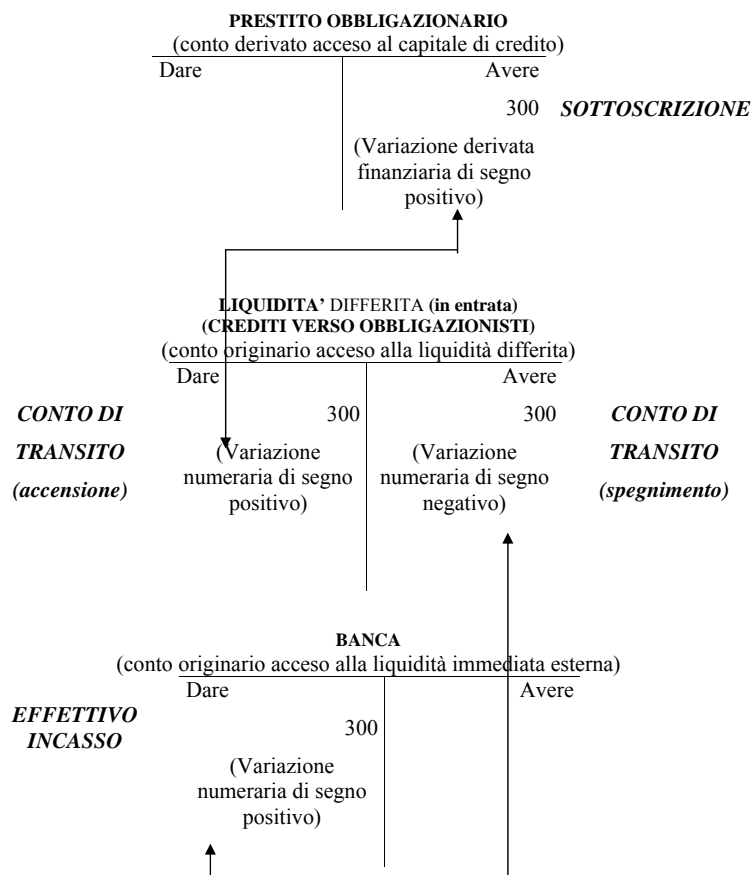 PRESTITO OBBLIGAZIONARIO
(conto derivato acceso al capitale di credito)
Dare Avere
300 SOTTOSCRIZIONE
(Variazione derivata
finanziaria di segno
positivo)
LIQUIDITA’ DIFFERITA (in entrata)
(CREDITI VERSO OBBLIGAZIONISTI)
(conto originario acceso alla liquidità differita)
Dare Avere
CONTO DI 300 300 CONTO DI
TRANSITO (Variazione (Variazione TRANSITO
(accensione) numeraria di segno numeraria di segno (spegnimento)
positivo) negativo)
BANCA
(conto originario acceso alla liquidità immediata esterna)
Dare Avere
EFFETTIVO
INCASSO 300
(Variazione
numeraria di segno
positivo)